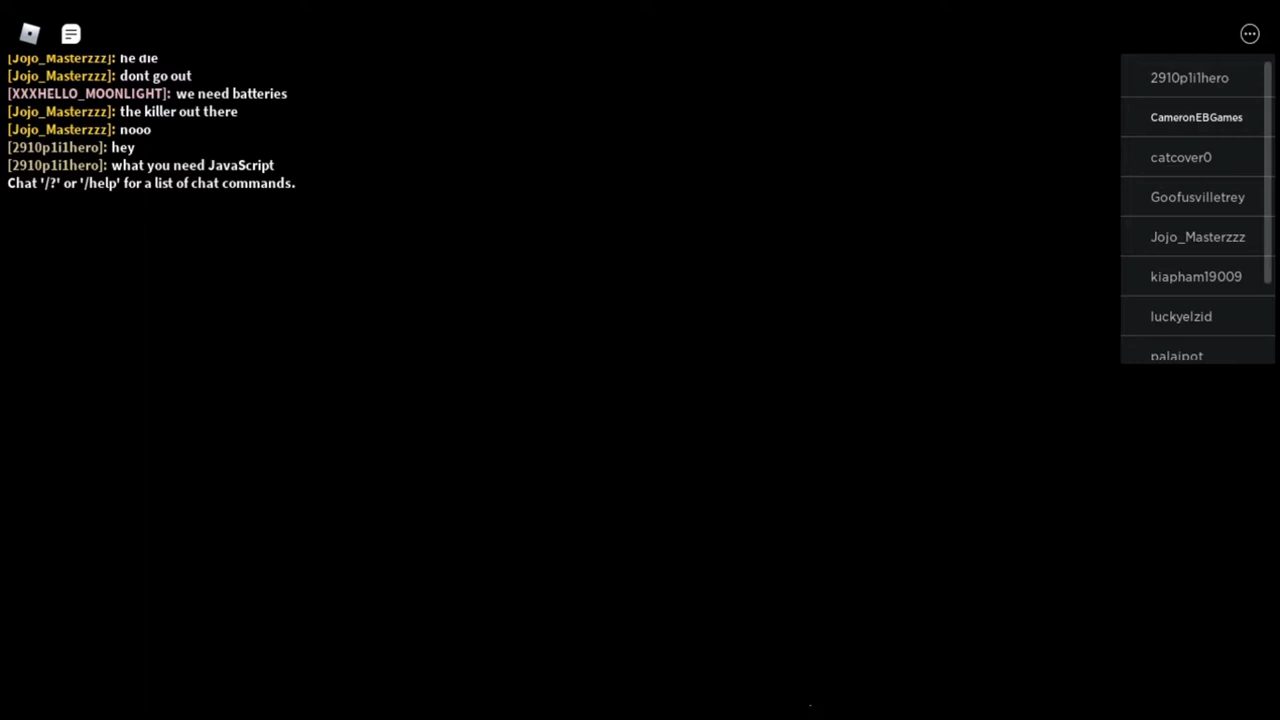 [Jojo_Masterzzz]: he die
[Jojo_Masterzzz]: dont go out
[XXXHELLO_MOONLIGHT]: we need batteries
[Jojo_Masterzzz]: the killer out there
[Jojo_Masterzzz]: nooo
[2910p1i1hero]: hey
[2910p1i1hero]: what you need JavaScript
Chat '/?' or '/help' for a list of chat commands.
2910p1i1hero
CameronEBGames
catcover0
Goofusvilletrey
Jojo_Masterzzz
kiapham19009
luckyelzid
palaipot